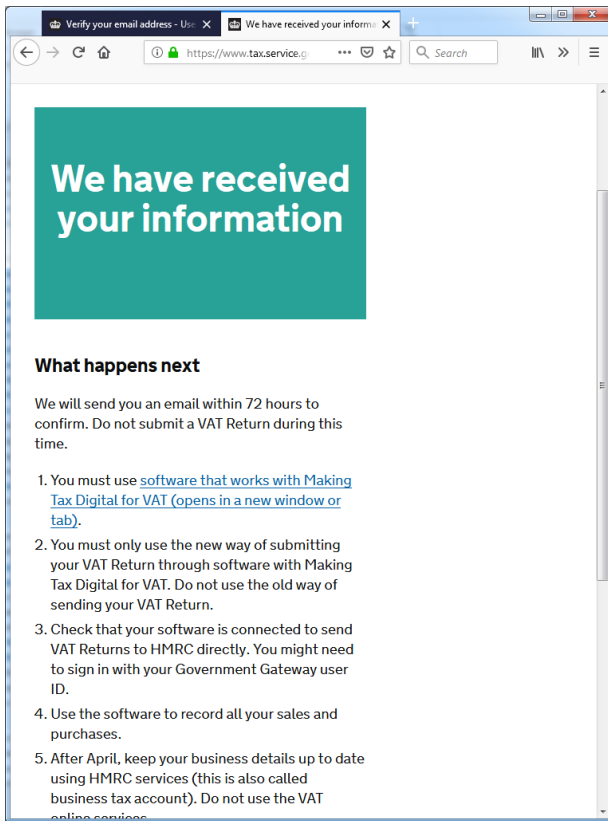 Verify your email address - Use
We have received your informa
https://www.tax.service.g
Search
We have received
your information
What happens next
We will send you an email within 72 hours to
confirm. Do not submit a VAT Return during this
time.
1. You must use software that works with Making
Tax Digital for VAT (opens in a new window or
tab).
2. You must only use the new way of submitting
your VAT Return through software with Making
Tax Digital for VAT. Do not use the old way of
sending your VAT Return.
3. Check that your software is connected to send
VAT Returns to HMRC directly. You might need
to sign in with your Government Gateway user
ID.
4. Use the software to record all your sales and
purchases.
5. After April, keep your business details up to date
using HMRC services (this is also called
business tax account). Do not use the VAT
online services